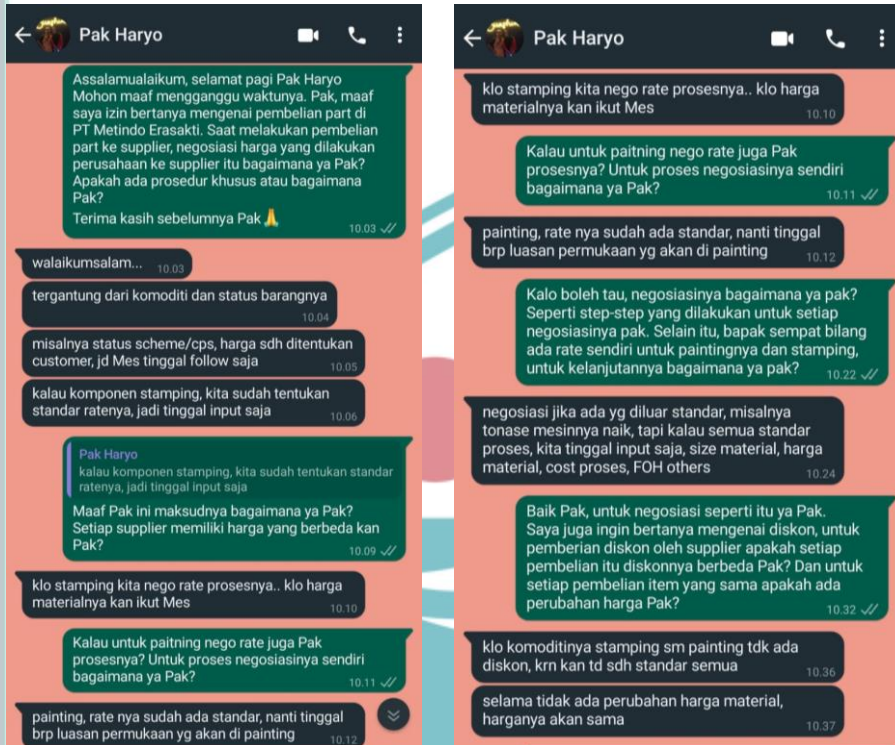 Pak Haryo
Assalamualaikum, selamat pagi Pak Haryo
Mohon maaf mengganggu waktunya. Pak, maaf
saya izin bertanya mengenai pembelian part di
PT Metindo Erasakti. Saat melakukan pembelian
part ke supplier, negosiasi harga yang dilakukan
perusahaan ke supplier itu bagaimana ya Pak?
Apakah ada prosedur khusus atau bagaimana
Pak?
Terima kasih sebelumnya Pak🙏
10.03
walaikumsalam... 10.03
tergantung dari komoditi dan status barangnya
10.04
misalnya status scheme/cps, harga sdh ditentukan
customer, jd Mes tinggal follow saja 10.05
kalau komponen stamping, kita sudah tentukan
standar ratenya, jadi tinggal input saja 10.06
Pak Haryo
kalau komponen stamping, kita sudah tentukan standar
ratenya, jadi tinggal input saja
Maaf Pak ini maksudnya bagaimana ya Pak?
Setiap supplier memiliki harga yang berbeda kan
Pak? 10.09
klo stamping kita nego rate prosesnya.. klo harga
materialnya kan ikut Mes 10.10
Kalau untuk paitning nego rate juga Pak
prosesnya? Untuk proses negosiasinya sendiri
bagaimana ya Pak? 10.11
painting, rate nya sudah ada standar, nanti tinggal
brp luasan permukaan yg akan di painting 10.12
Pak Haryo
klo stamping kita nego rate prosesnya.. klo harga
materialnya kan ikut Mes 10.10
Kalau untuk paitning nego rate juga Pak
prosesnya? Untuk proses negosiasinya sendiri
bagaimana ya Pak? 10.11
painting, rate nya sudah ada standar, nanti tinggal
brp luasan permukaan yg akan di painting 10.12
Kalo boleh tau, negosiasinya bagaimana ya pak?
Seperti step-step yang dilakukan untuk setiap
negosiasinya pak. Selain itu, bapak sempat bilang
ada rate sendiri untuk paintingnya dan stamping,
untuk kelanjutannya bagaimana ya pak? 10.22
negosiasi jika ada yg diluar standar, misalnya
tonase mesinnya naik, tapi kalau semua standar
proses, kita tinggal input saja, size material, harga
material, cost proses, FOH others 10.24
Baik Pak, untuk negosiasi seperti itu ya Pak.
Saya juga ingin bertanya mengenai diskon, untuk
pemberian diskon oleh supplier apakah setiap
pembelian itu diskonnya berbeda Pak? Dan untuk
setiap pembelian item yang sama apakah ada
perubahan harga Pak? 10.32
klo komoditinya stamping sm painting tdk ada
diskon, krn kan td sdh standar semua 10.36
selama tidak ada perubahan harga material,
harganya akan sama 10.37